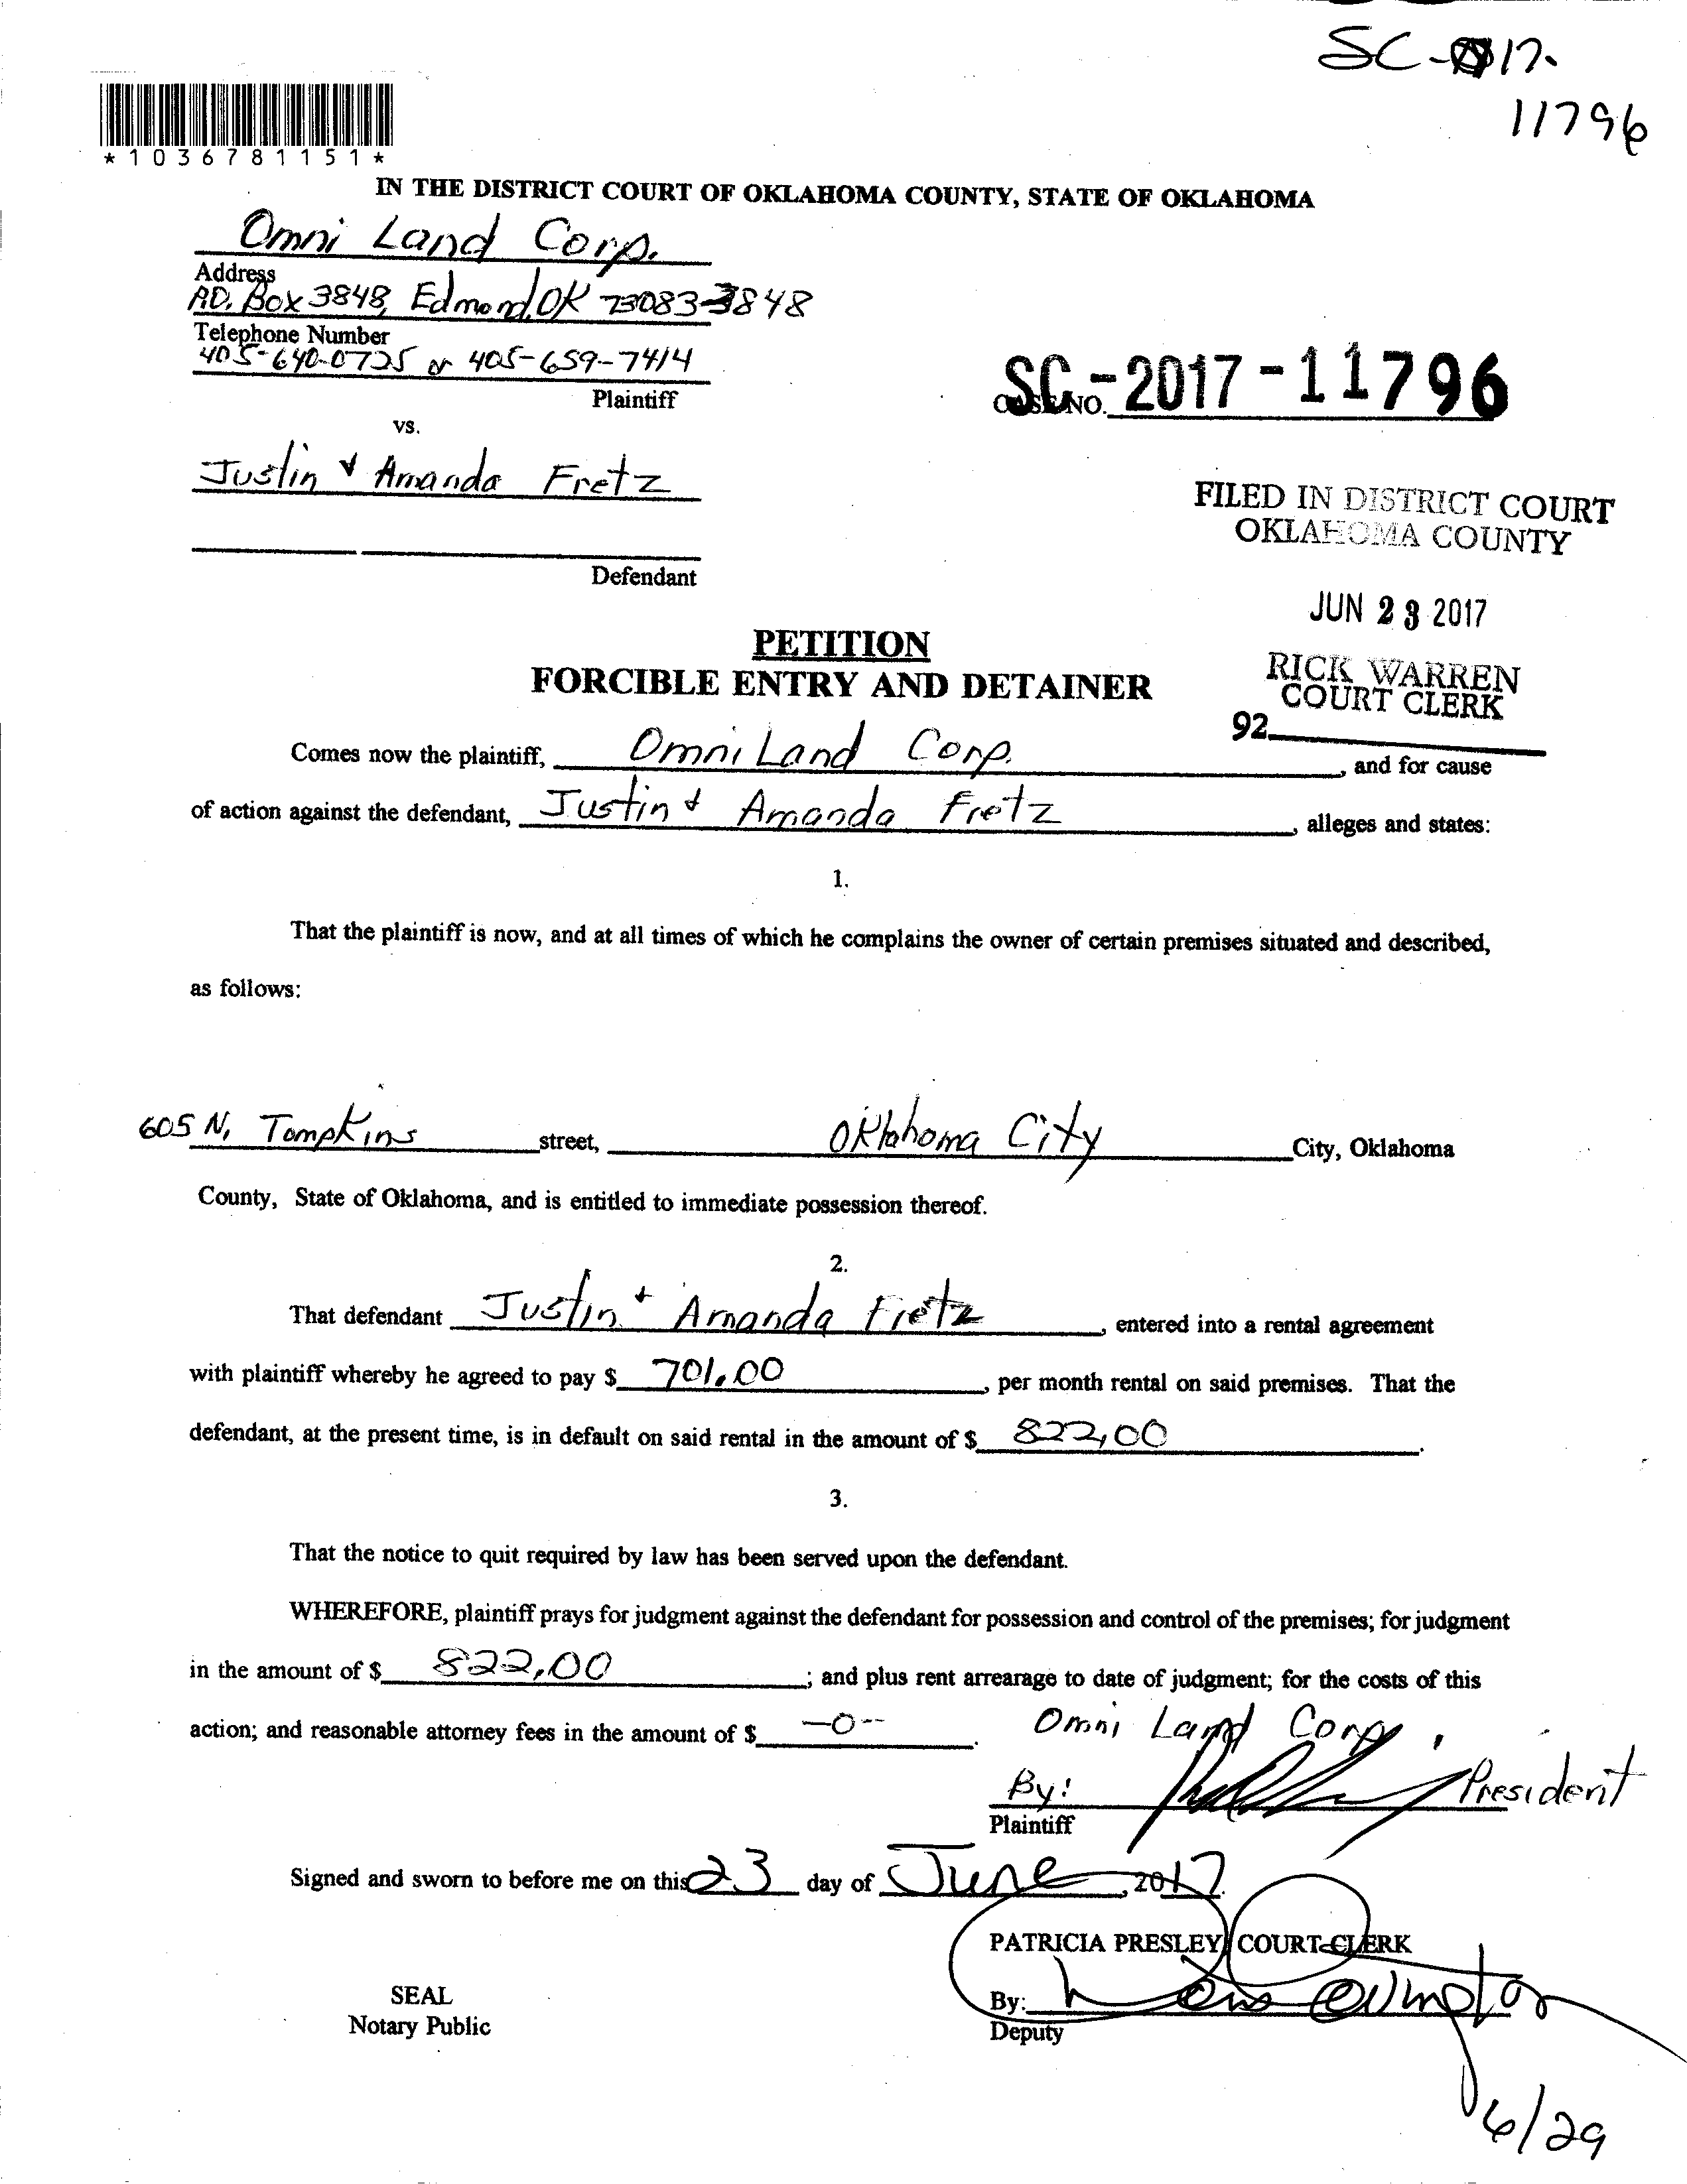 SC-17-
11796
*1036781151*
IN THE DISTRICT COURT OF OKLAHOMA COUNTY, STATE OF OKLAHOMA
Omni Land Corp.
Address
P.O. Box 3848, Edmond, OK 73083-3848
Telephone Number
405-640-0725 or 405-659-7414
Plaintiff
SC-2017-11796
CASE NO.
vs.
Justin & Amanda Fretz
Defendant
FILED IN DISTRICT COURT
OKLAHOMA COUNTY
JUN 23 2017
RICK WARREN
COURT CLERK
92
PETITION
FORCIBLE ENTRY AND DETAINER
Comes now the plaintiff, Omni Land Corp. , and for cause
of action against the defendant, Justin & Amanda Fretz , alleges and states:
1.
That the plaintiff is now, and at all times of which he complains the owner of certain premises situated and described,
as follows:
605 N. Tompkins street, Oklahoma City City, Oklahoma
County, State of Oklahoma, and is entitled to immediate possession thereof.
2.
That defendant Justin & Amanda Fretz , entered into a rental agreement
with plaintiff whereby he agreed to pay $ 701.00 , per month rental on said premises. That the
defendant, at the present time, is in default on said rental in the amount of $ 822.00 .
3.
That the notice to quit required by law has been served upon the defendant.
WHEREFORE, plaintiff prays for judgment against the defendant for possession and control of the premises; for judgment
in the amount of $ 822.00 ; and plus rent arrearage to date of judgment; for the costs of this
action; and reasonable attorney fees in the amount of $ -0-- .
Omni Land Corp.
By: President
Plaintiff
Signed and sworn to before me on this 23 day of June , 2017.
PATRICIA PRESLEY, COURT CLERK
SEAL
Notary Public
By:
Deputy
6/29